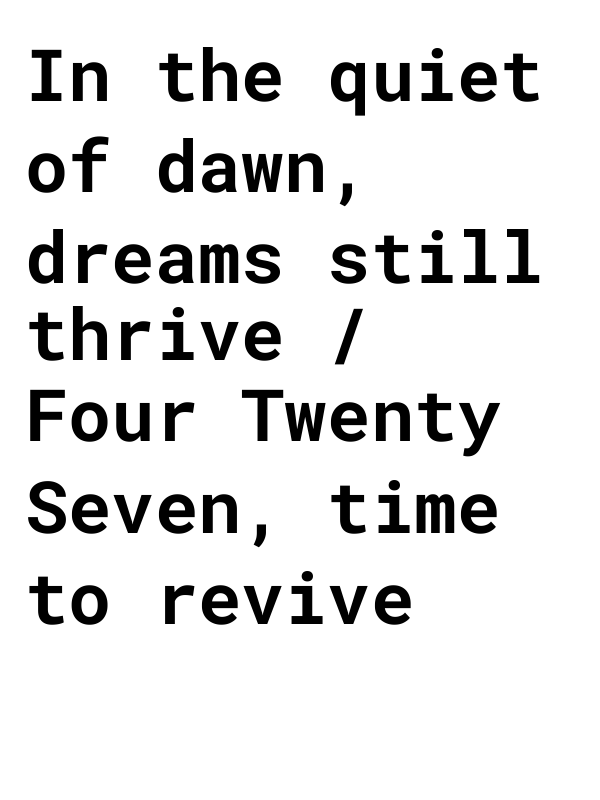 In the quiet
of dawn,
dreams still
thrive /
Four Twenty
Seven, time
to revive